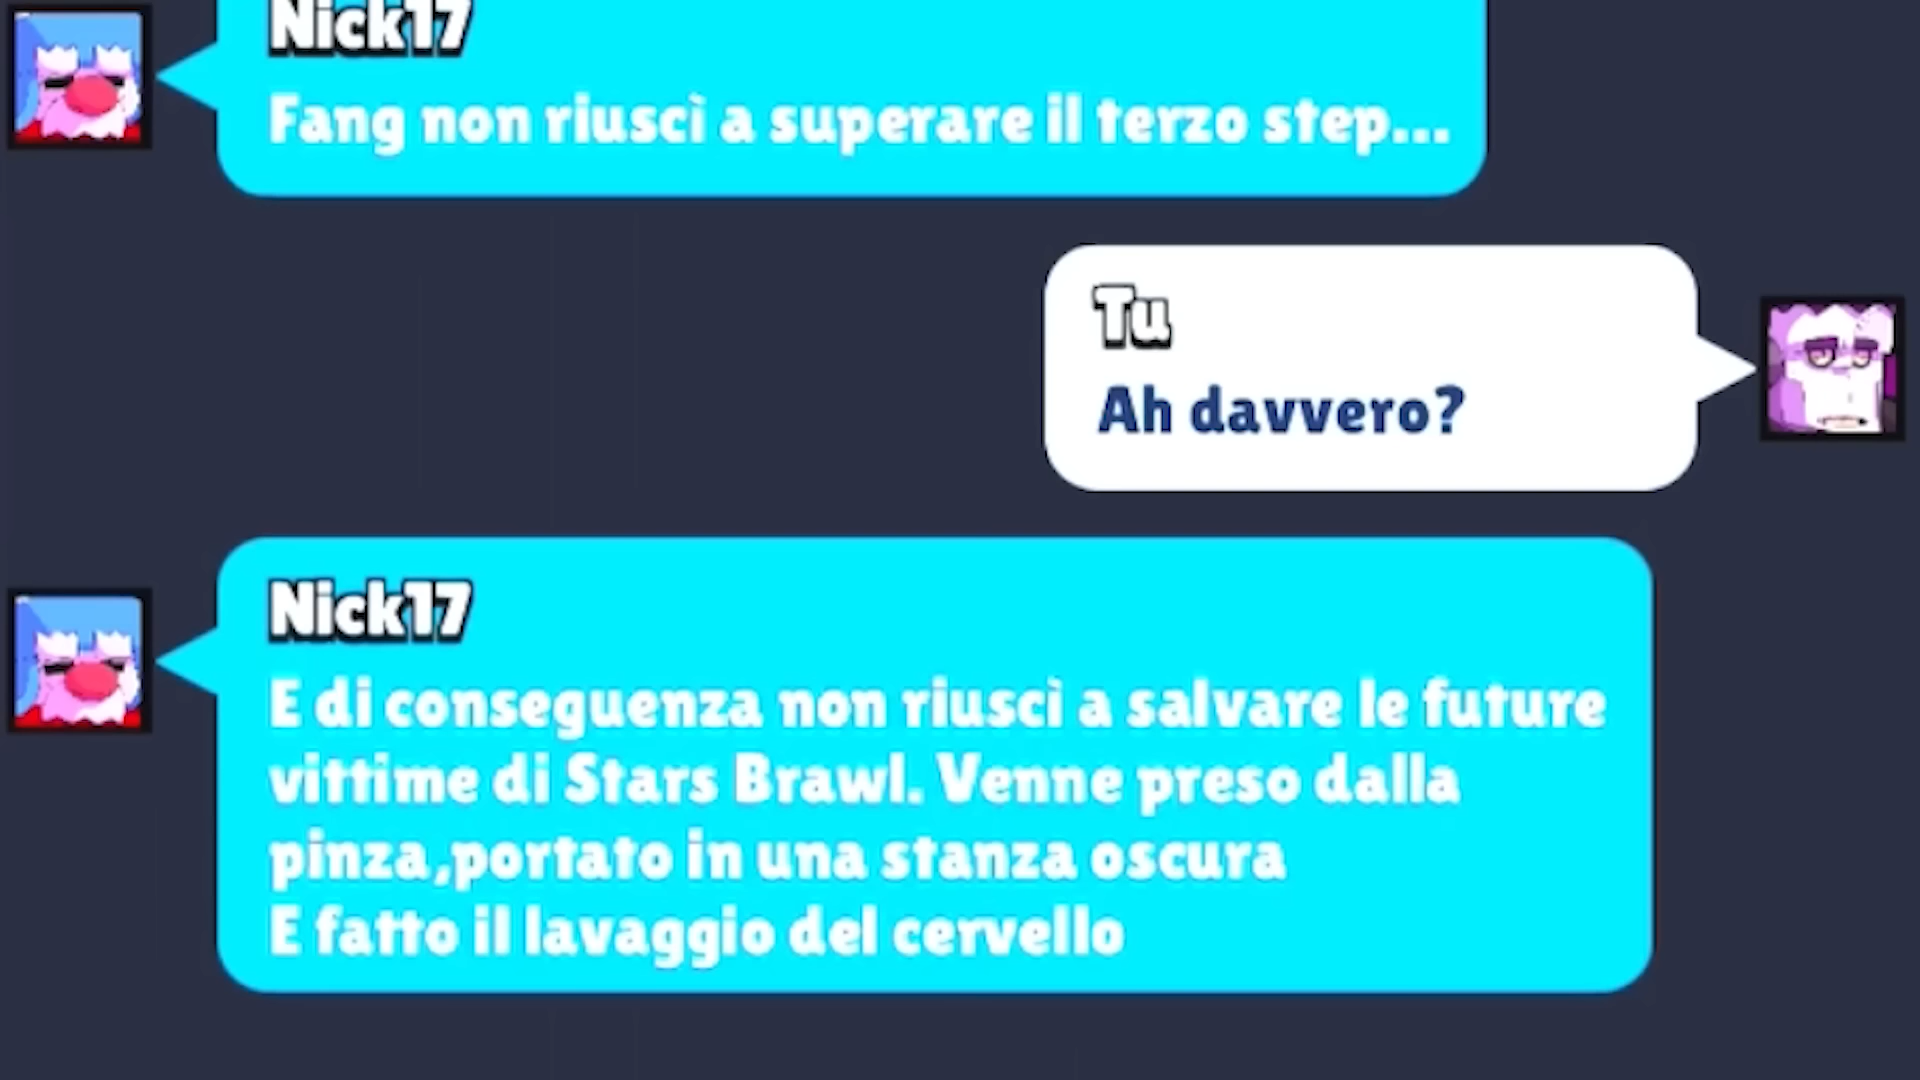 Nick17
Fang non riuscì a superare il terzo step...
Tu
Ah davvero?
Nick17
E di conseguenza non riuscì a salvare le future
vittime di Stars Brawl. Venne preso dalla
pinza,portato in una stanza oscura
E fatto il lavaggio del cervello